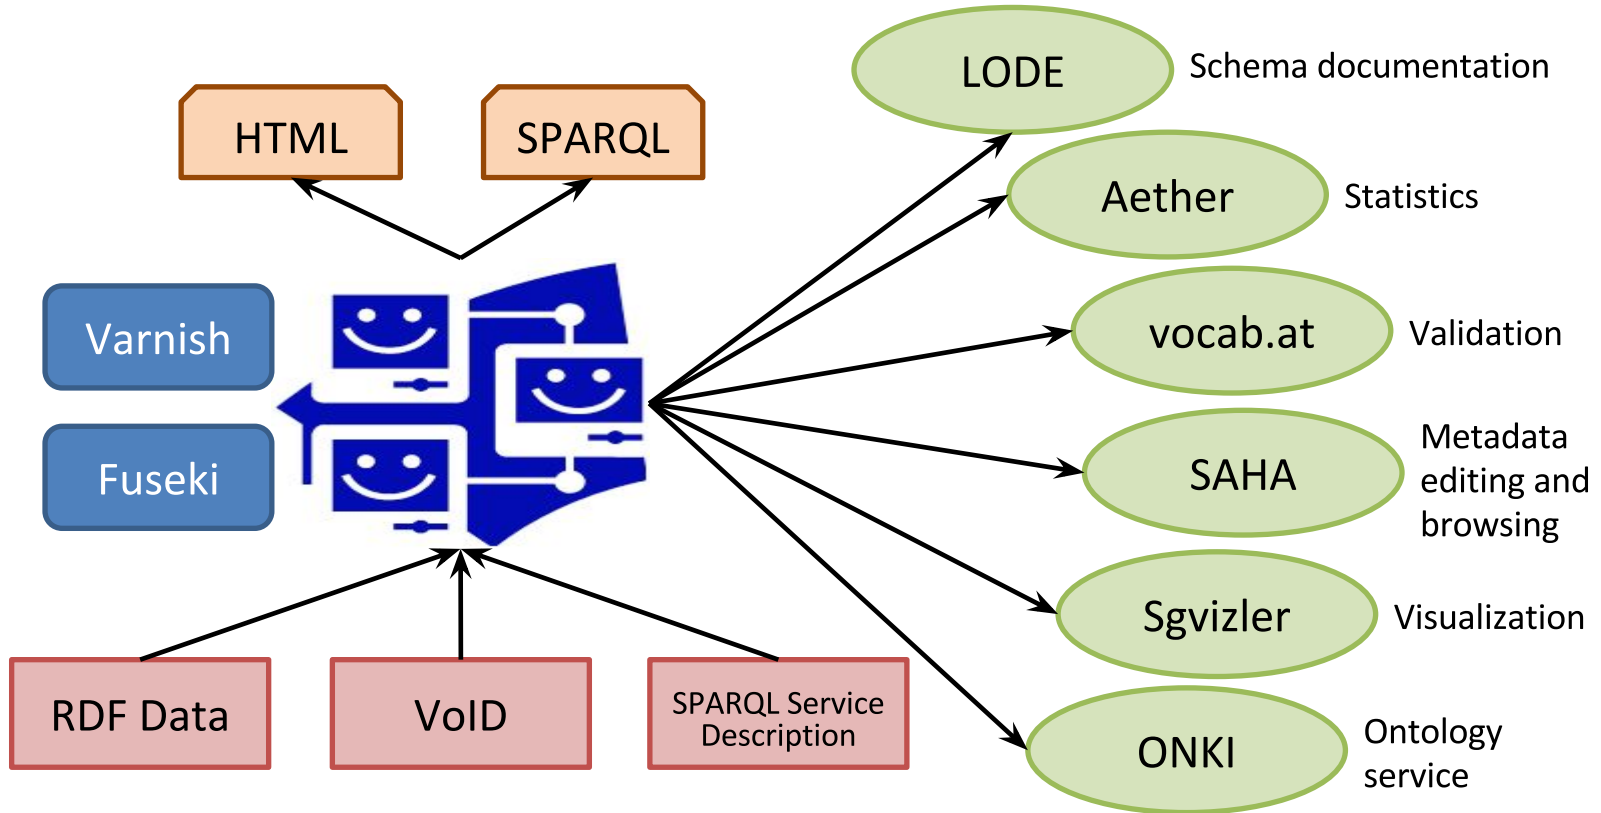 LODE
Schema documentation
HTML
SPARQL
Aether
Statistics
Varnish
vocab.at
Validation
Fuseki
SAHA
Metadata
editing and
browsing
Sgvizler
Visualization
RDF Data
VoID
SPARQL Service
Description
ONKI
Ontology
service